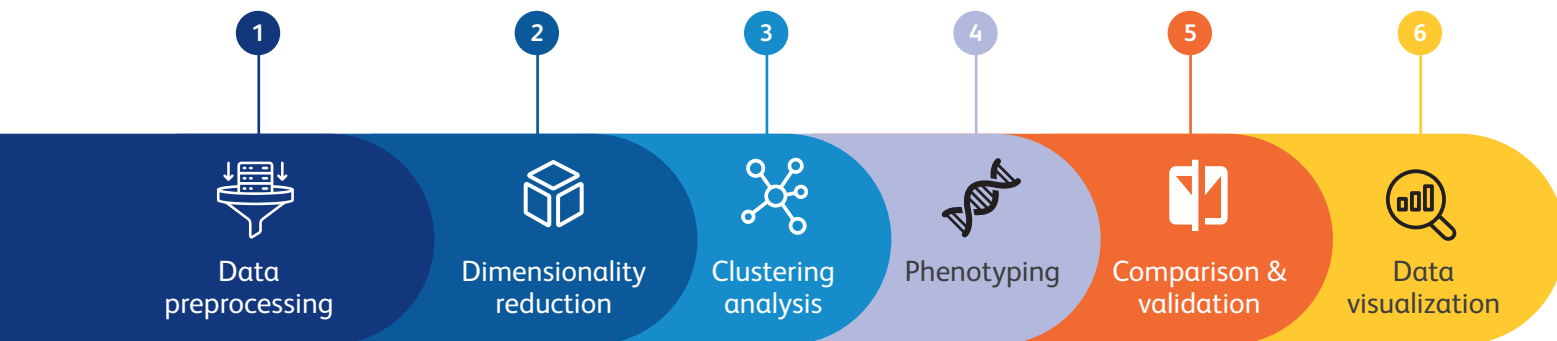 1
2
3
4
5
6
Data
preprocessing
Dimensionality
reduction
Clustering
analysis
Phenotyping
Comparison &
validation
Data
visualization